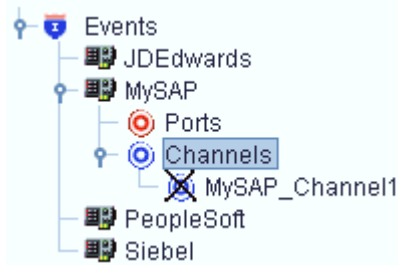 Events
JDEdwards
MySAP
Ports
Channels
MySAP_Channel1
PeopleSoft
Siebel